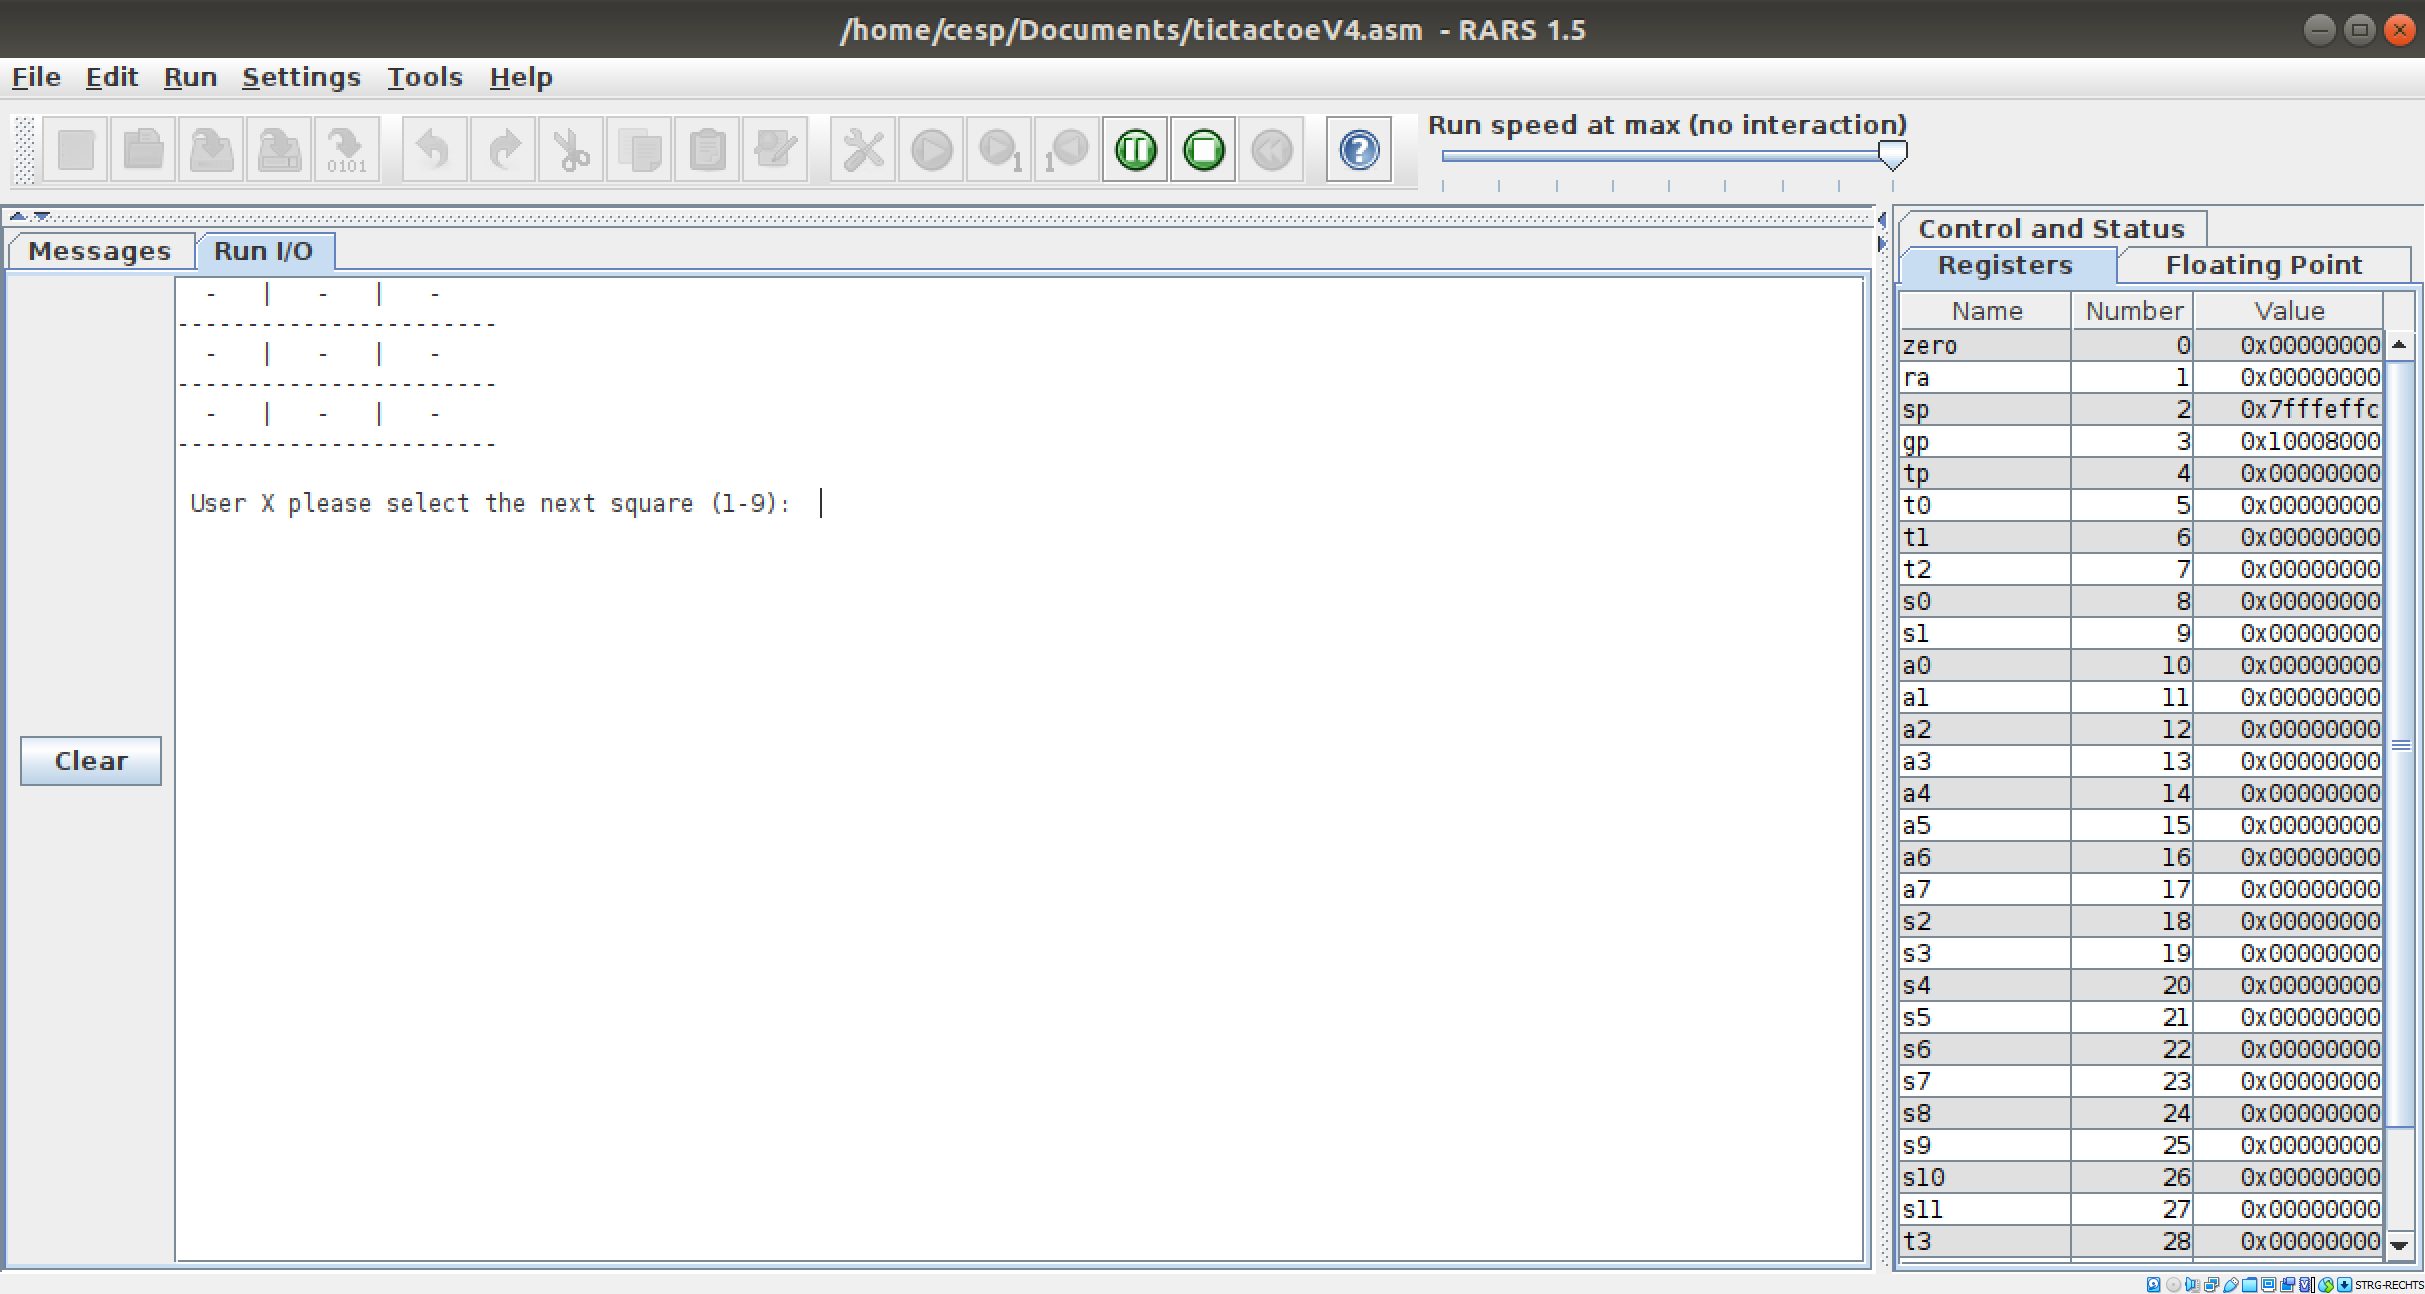 /home/cesp/Documents/tictactoeV4.asm - RARS 1.5
File Edit Run Settings Tools Help
Run speed at max (no interaction)
0101
1
1
Messages Run I/O
- | - | -
-----------------------
- | - | -
-----------------------
- | - | -
-----------------------
User X please select the next square (1-9):
Clear
Control and Status
Registers Floating Point
Name Number Value
zero 0 0x00000000
ra 1 0x00000000
sp 2 0x7fffeffc
gp 3 0x10008000
tp 4 0x00000000
t0 5 0x00000000
t1 6 0x00000000
t2 7 0x00000000
s0 8 0x00000000
s1 9 0x00000000
a0 10 0x00000000
a1 11 0x00000000
a2 12 0x00000000
a3 13 0x00000000
a4 14 0x00000000
a5 15 0x00000000
a6 16 0x00000000
a7 17 0x00000000
s2 18 0x00000000
s3 19 0x00000000
s4 20 0x00000000
s5 21 0x00000000
s6 22 0x00000000
s7 23 0x00000000
s8 24 0x00000000
s9 25 0x00000000
s10 26 0x00000000
s11 27 0x00000000
t3 28 0x00000000
STRG-RECHTS